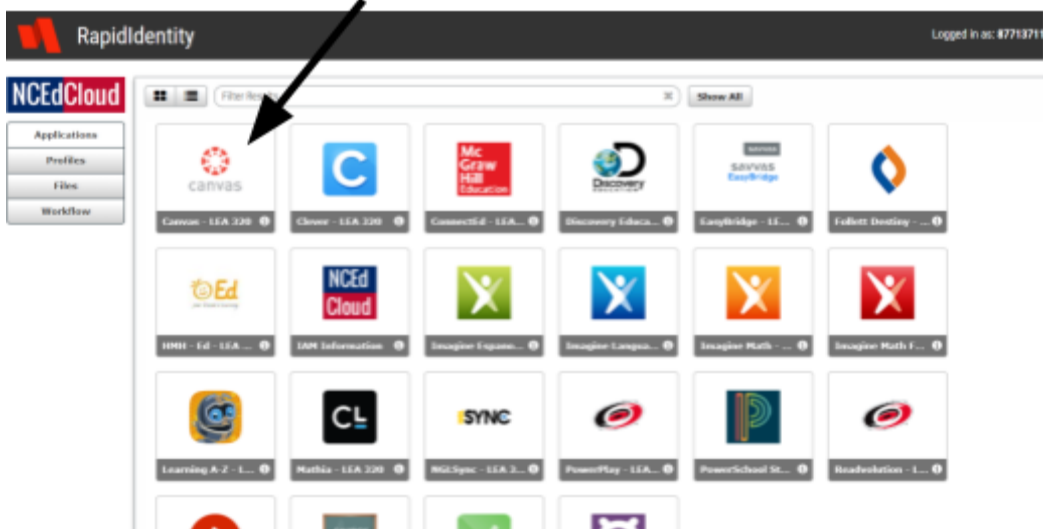 RapidIdentity
Logged in as: 87713711
NCEdCloud
Filter Results
Show All
Applications
Profiles
Files
Workflow
canvas
C
Mc
Graw
Hill
Education
Discovery
EDUCATION
SAVVAS
SAVVAS
EasyBridge
Canvas - LEA 320
Clever - LEA 320
ConnectEd - LEA...
Discovery Educa...
EasyBridge - LE...
Follett Destiny - ...
Ed
NCEd
Cloud
HMH - Ed - LEA ...
IAM Information
Imagine Espano...
Imagine Langua...
Imagine Math - ...
Imagine Math F...
CL
SYNC
P
Learning A-Z - L...
Mathia - LEA 320
NGLSync - LEA 3...
PowerPlay - LEA...
PowerSchool St...
Readvolution - L...